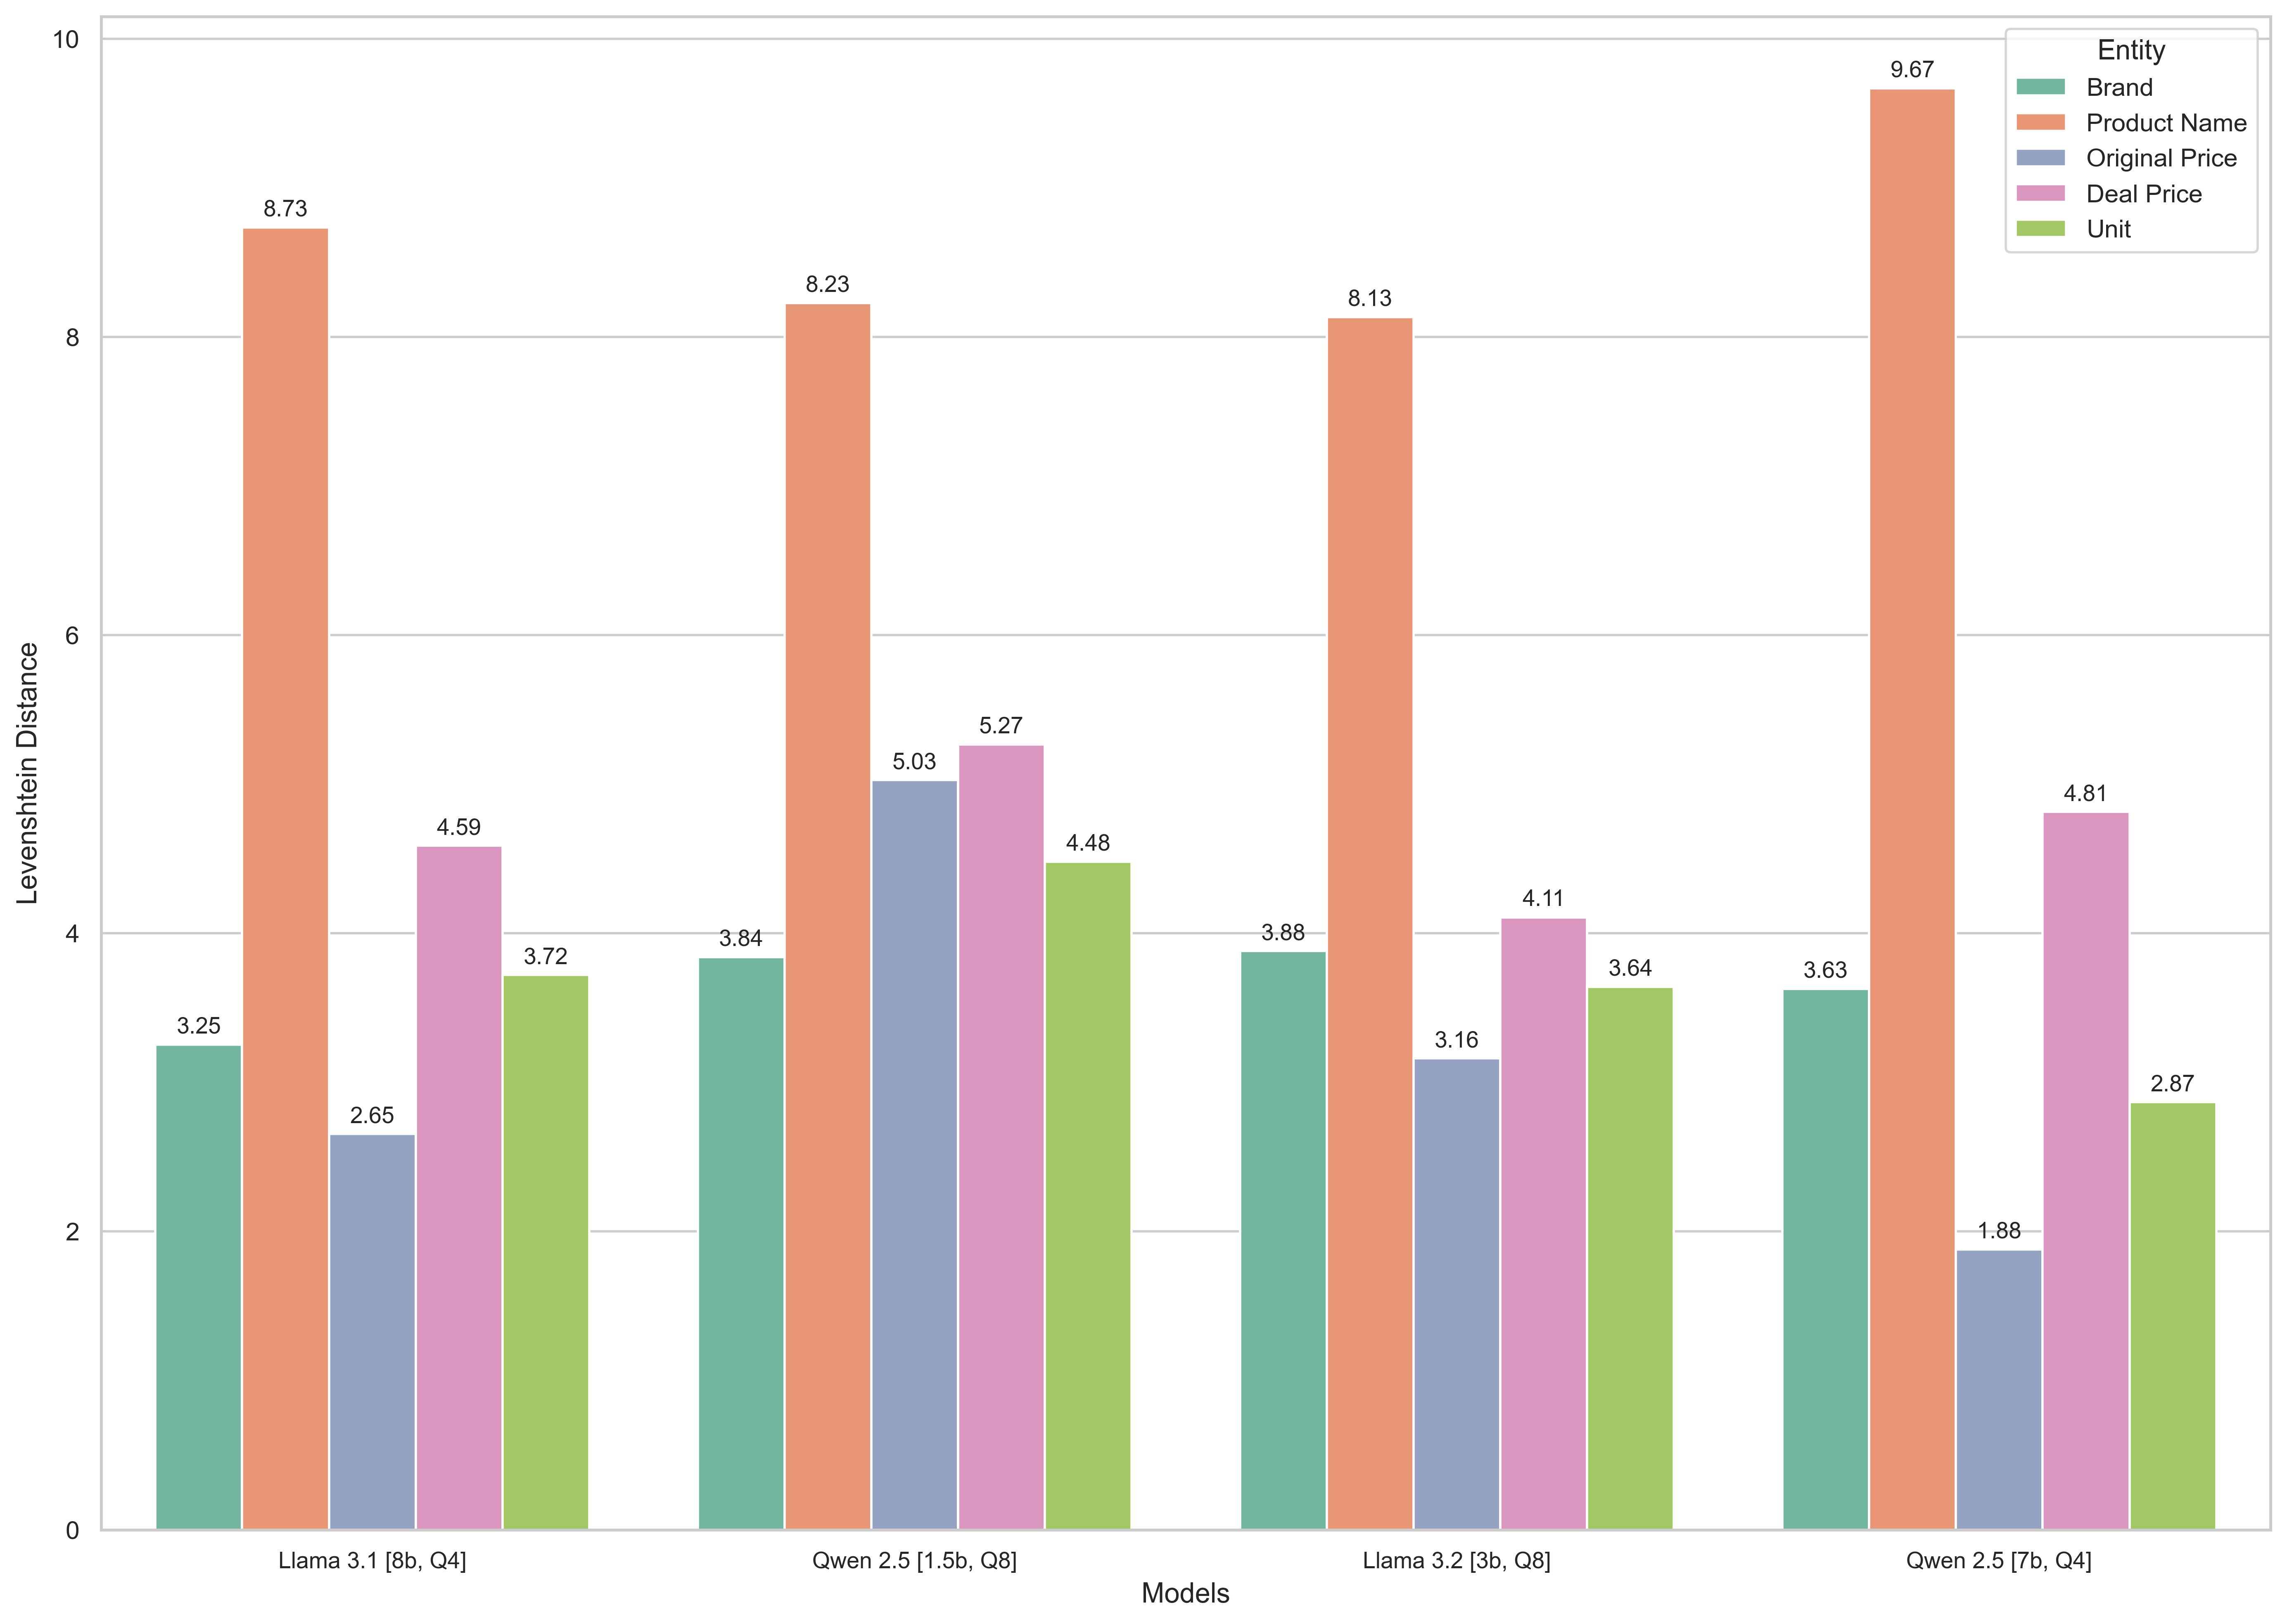 10
8
6
4
2
0
Levenshtein Distance
Entity
Brand
Product Name
Original Price
Deal Price
Unit
3.25
8.73
2.65
4.59
3.72
3.84
8.23
5.03
5.27
4.48
3.88
8.13
3.16
4.11
3.64
3.63
9.67
1.88
4.81
2.87
Llama 3.1 [8b, Q4]
Qwen 2.5 [1.5b, Q8]
Llama 3.2 [3b, Q8]
Qwen 2.5 [7b, Q4]
Models